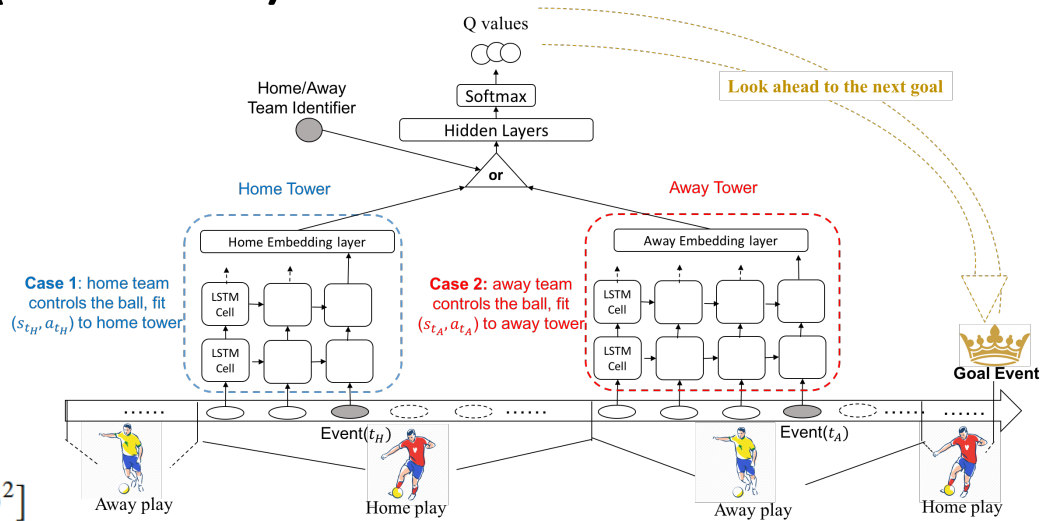 Q values
Look ahead to the next goal
Home/Away
Team Identifier
Softmax
Hidden Layers
or
Home Tower
Away Tower
Home Embedding layer
Away Embedding layer
Case 1: home team
controls the ball, fit
(s_{t_H}, a_{t_H}) to home tower
Case 2: away team
controls the ball, fit
(s_{t_A}, a_{t_A}) to away tower
LSTM
Cell
LSTM
Cell
LSTM
Cell
LSTM
Cell
Goal Event
......
......
......
......
Event(t_H)
Event(t_A)
Away play
Home play
Away play
Home play
²]